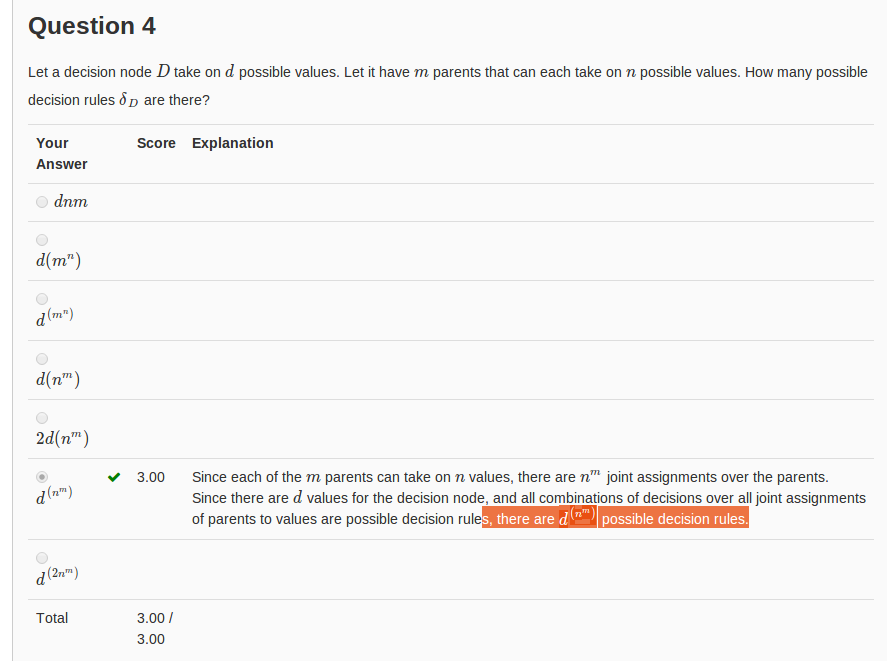 Question 4
Let a decision node D take on d possible values. Let it have m parents that can each take on n possible values. How many possible
decision rules δ_D are there?
Your Answer Score Explanation
dnm
d(m^n)
d^(m^n)
d(n^m)
2d(n^m)
d^(n^m) ✔ 3.00 Since each of the m parents can take on n values, there are n^m joint assignments over the parents.
Since there are d values for the decision node, and all combinations of decisions over all joint assignments
of parents to values are possible decision rules, there are d^(n^m) possible decision rules.
d^(2n^m)
Total 3.00 /
3.00